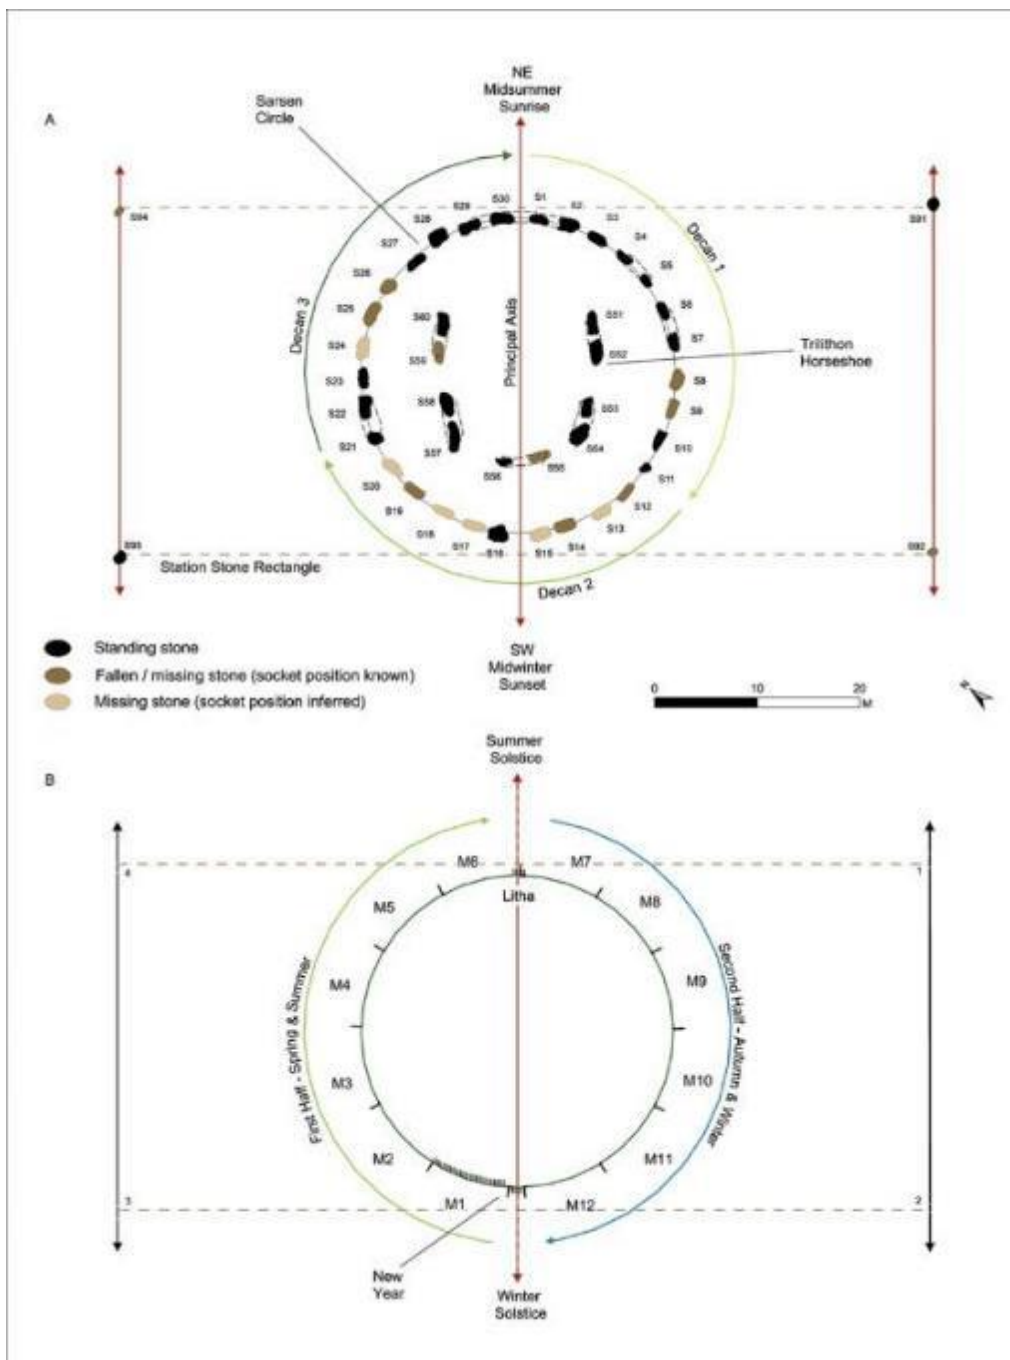 NE
Midsummer
Sunrise
Sarsen
Circle
A
S30
S1
S29
S2
S28
S3
S27
S4
S26
S5
S25
S6
S24
S7
S23
S8
S22
S9
S21
S10
S20
S11
S19
S12
S18
S13
S17
S14
S16
S15
S94
S91
S93
S92
S60
S51
S59
S52
S58
S53
S57
S54
S56
S55
Decan 1
Decan 2
Decan 3
Principal Axis
Trilithon
Horseshoe
Station Stone Rectangle
Standing stone
Fallen / missing stone (socket position known)
Missing stone (socket position inferred)
SW
Midwinter
Sunset
0 10 20
M
N
Summer
Solstice
B
M6
M7
Litha
M5
M8
M4
M9
M3
M10
M2
M11
M1
M12
4
1
3
2
First Half - Spring & Summer
Second Half - Autumn & Winter
New
Year
Winter
Solstice